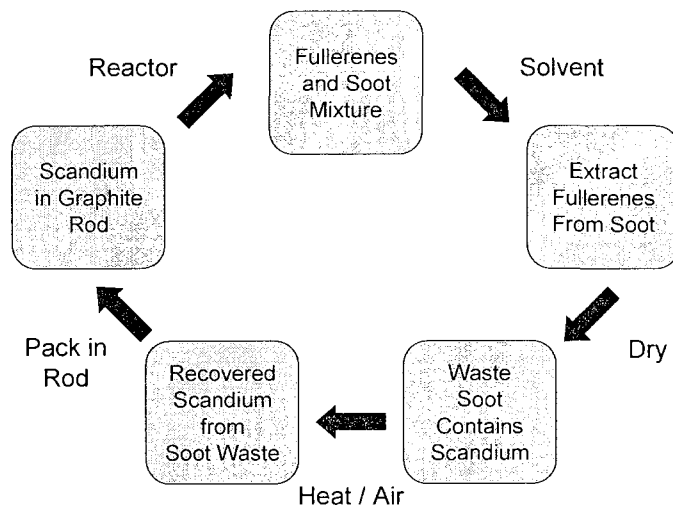 Reactor
Fullerenes
and Soot
Mixture
Solvent
Scandium
in Graphite
Rod
Extract
Fullerenes
From Soot
Pack in
Rod
Recovered
Scandium
from
Soot Waste
Waste
Soot
Contains
Scandium
Dry
Heat / Air